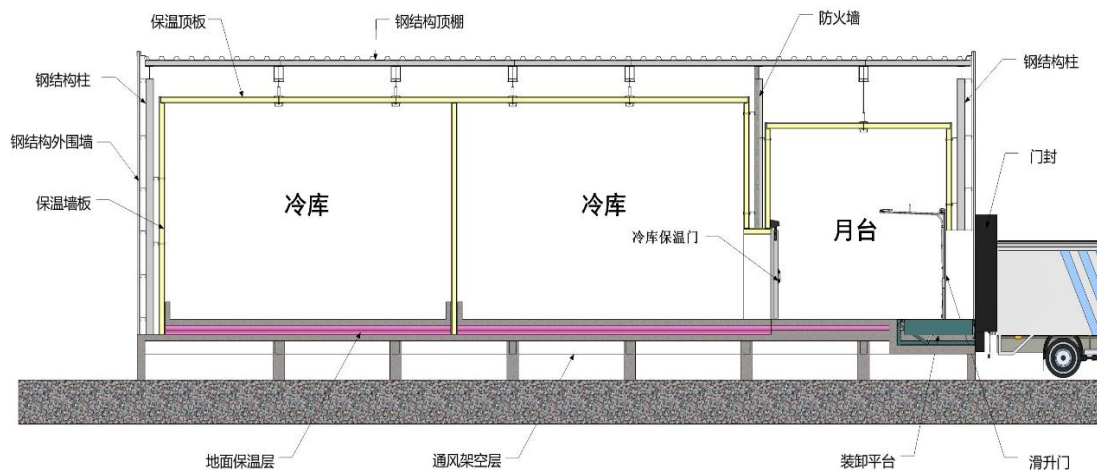 保温顶板
钢结构顶棚
防火墙
钢结构柱
钢结构柱
钢结构外围墙
门封
保温墙板
冷库
冷库
月台
冷库保温门
地面保温层
通风架空层
装卸平台
滑升门